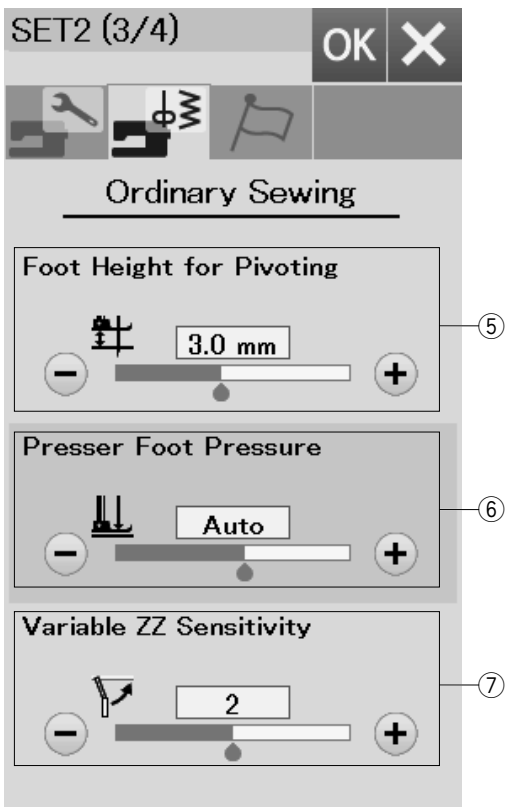 SET2 (3/4)
OK
Ordinary Sewing
Foot Height for Pivoting
3.0 mm
− +
⑤
Presser Foot Pressure
Auto
− +
⑥
Variable ZZ Sensitivity
2
− +
⑦